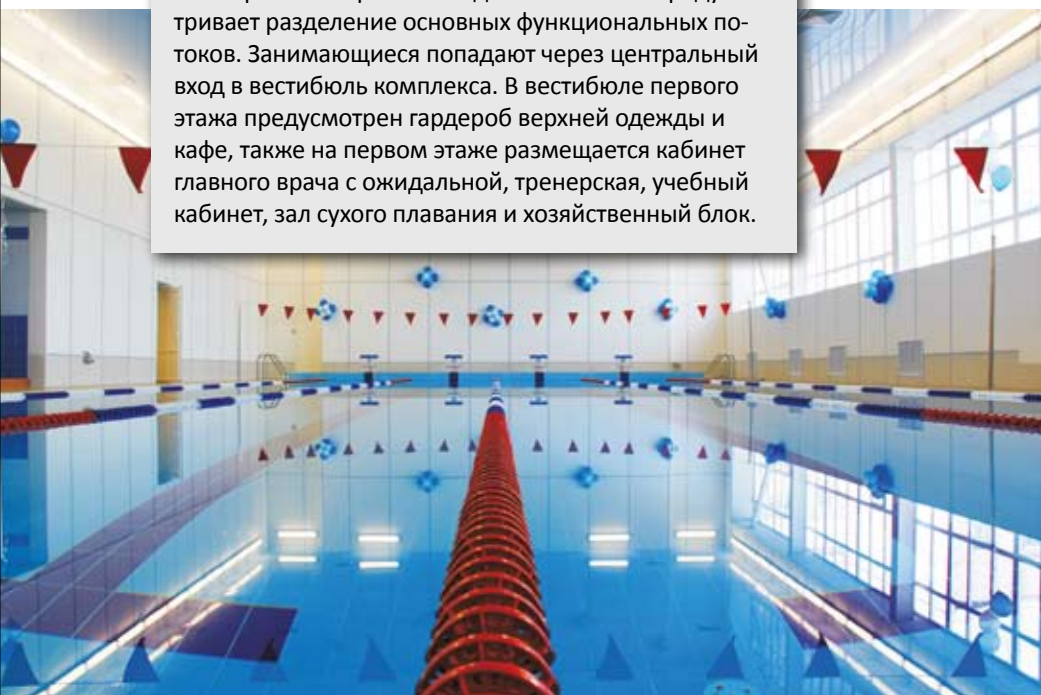 тривает разделение основных функциональных по-
токов. Занимающиеся попадают через центральный
вход в вестибюль комплекса. В вестибюле первого
этажа предусмотрен гардероб верхней одежды и
кафе, также на первом этаже размещается кабинет
главного врача с ожидальной, тренерская, учебный
кабинет, зал сухого плавания и хозяйственный блок.